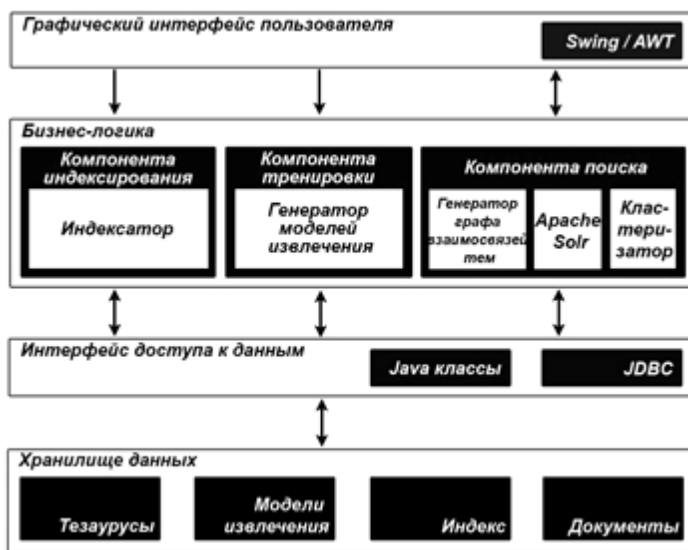 Графический интерфейс пользователя
Swing / AWT
Бизнес-логика
Компонента
индексирования
Индексатор
Компонента
тренировки
Генератор
моделей
извлечения
Компонента поиска
Генератор
графа
взаимосвязей
тем
Apache
Solr
Клас-
тери-
затор
Интерфейс доступа к данным
Java классы
JDBC
Хранилище данных
Тезаурусы
Модели
извлечения
Индекс
Документы